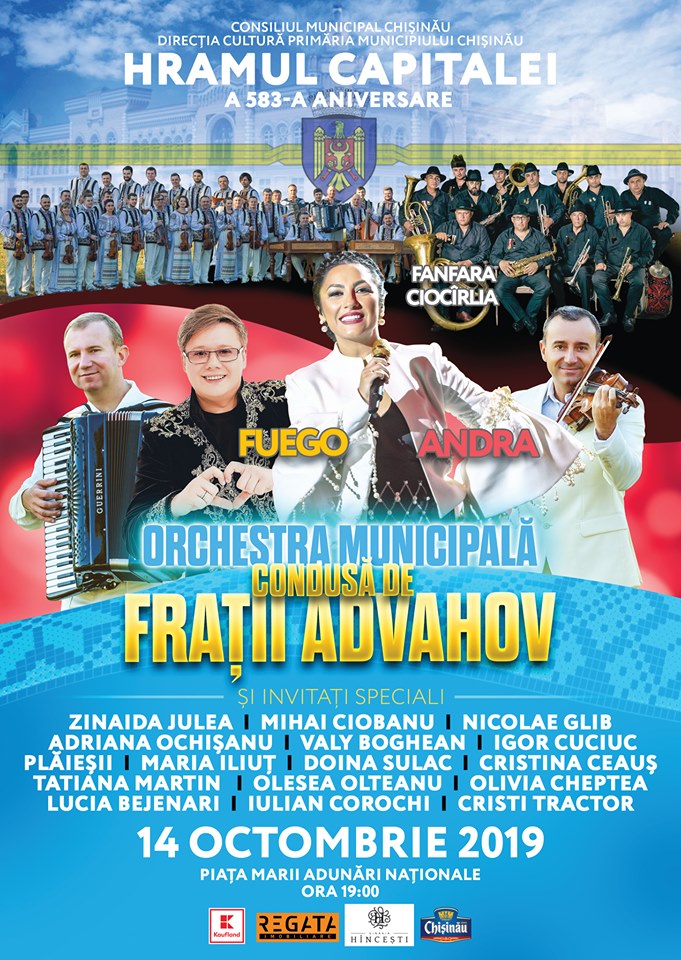 CONSILIUL MUNICIPAL CHIȘINĂU
DIRECȚIA CULTURĂ PRIMĂRIA MUNICIPIULUI CHIȘINĂU
HRAMUL CAPITALEI
A 583-A ANIVERSARE
FANFARA
CIOCÎRLIA
GUERRINI
FUEGO
ANDRA
ORCHESTRA MUNICIPALĂ
CONDUSĂ DE
FRAȚII ADVAHOV
ȘI INVITAȚI SPECIALI
ZINAIDA JULEA I MIHAI CIOBANU I NICOLAE GLIB
ADRIANA OCHIȘANU I VALY BOGHEAN I IGOR CUCIUC
PLĂIEȘII I MARIA ILIUȚ I DOINA SULAC I CRISTINA CEAUȘ
TATIANA MARTIN I OLESEA OLTEANU I OLIVIA CHEPTEA
LUCIA BEJENARI I IULIAN COROCHI I CRISTI TRACTOR
14 OCTOMBRIE 2019
PIAȚA MARII ADUNĂRI NAȚIONALE
ORA 19:00
Kaufland
REGATA
IMOBILIARE
VINĂRIA
HÎNCEȘTI
Chișinău